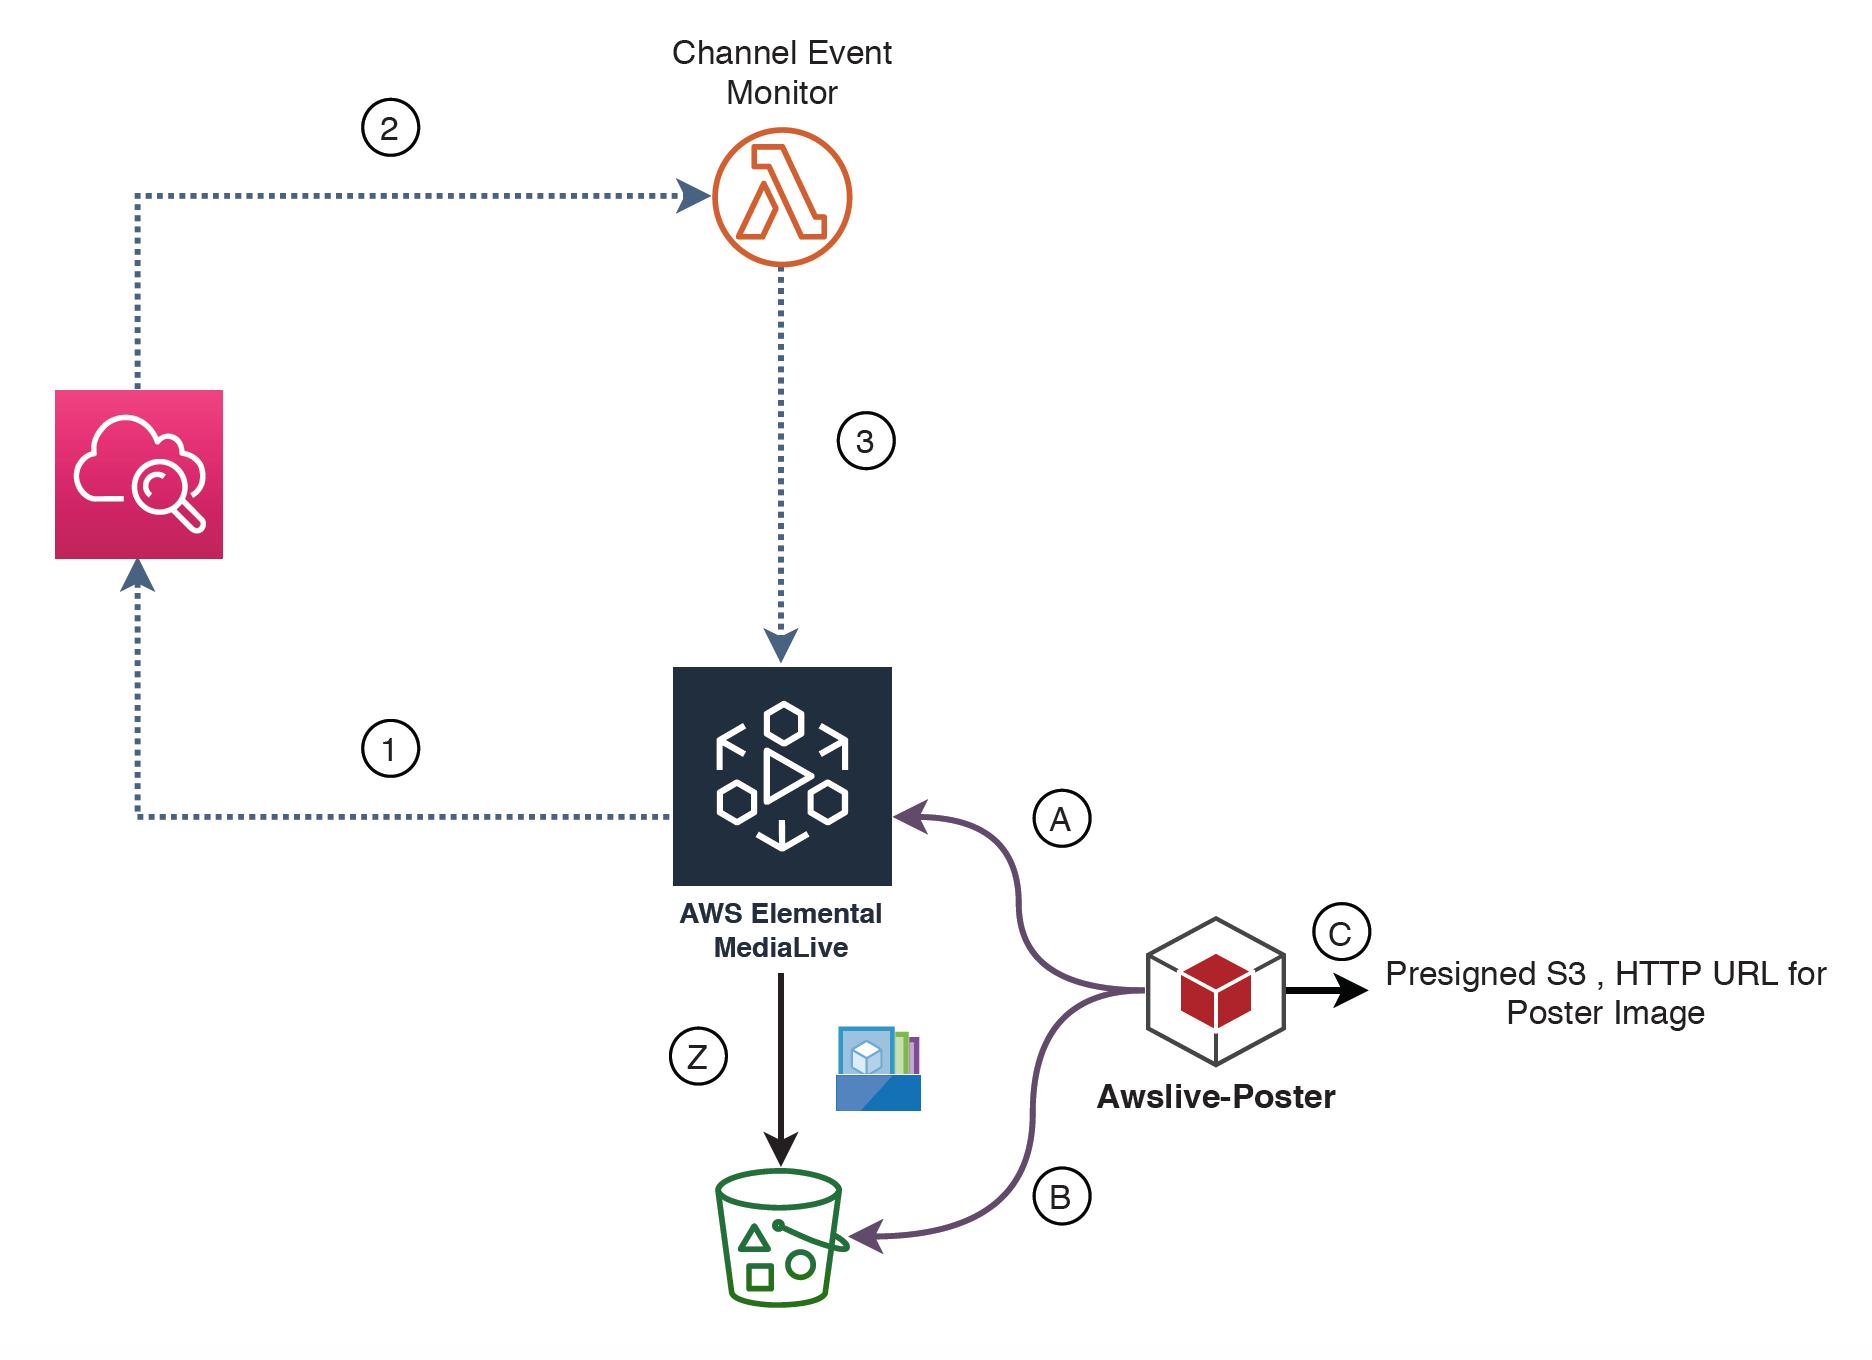 Channel Event
Monitor
2
3
1
A
AWS Elemental
MediaLive
C
Presigned S3 , HTTP URL for
Poster Image
Z
Awslive-Poster
B